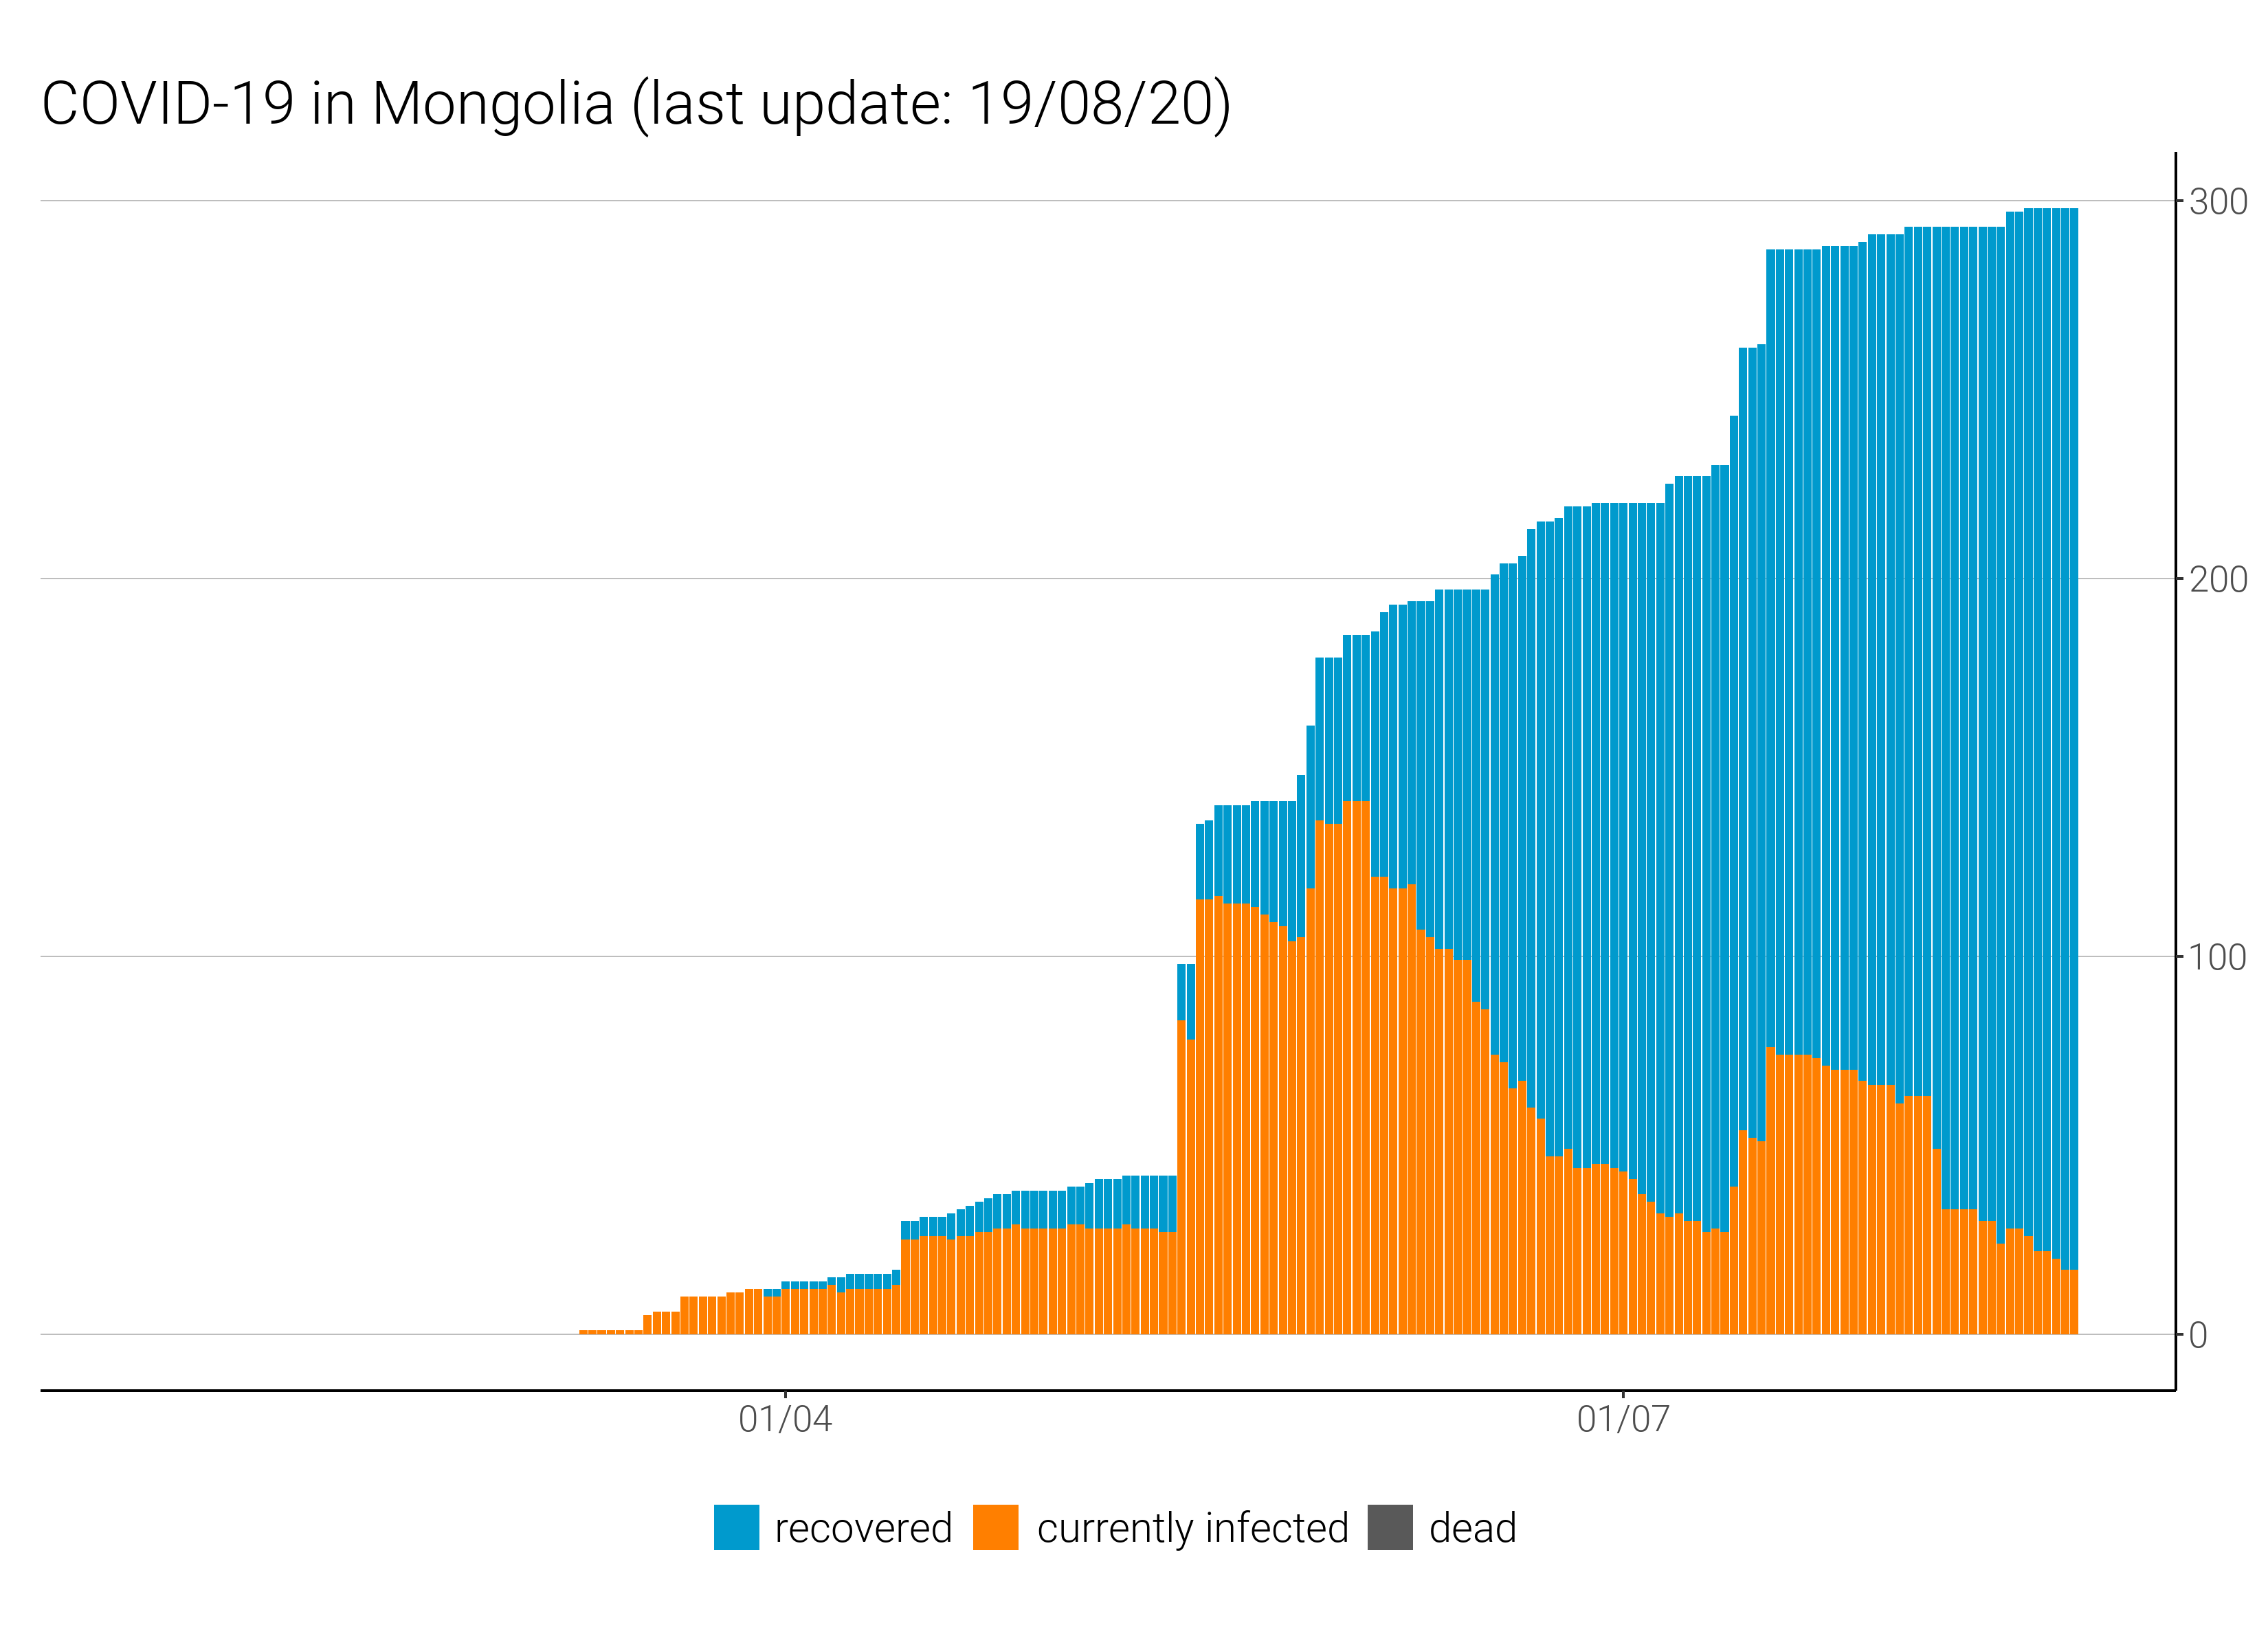 COVID-19 in Mongolia (last update: 19/08/20)
300
200
100
0
01/04 01/07
recovered currently infected dead